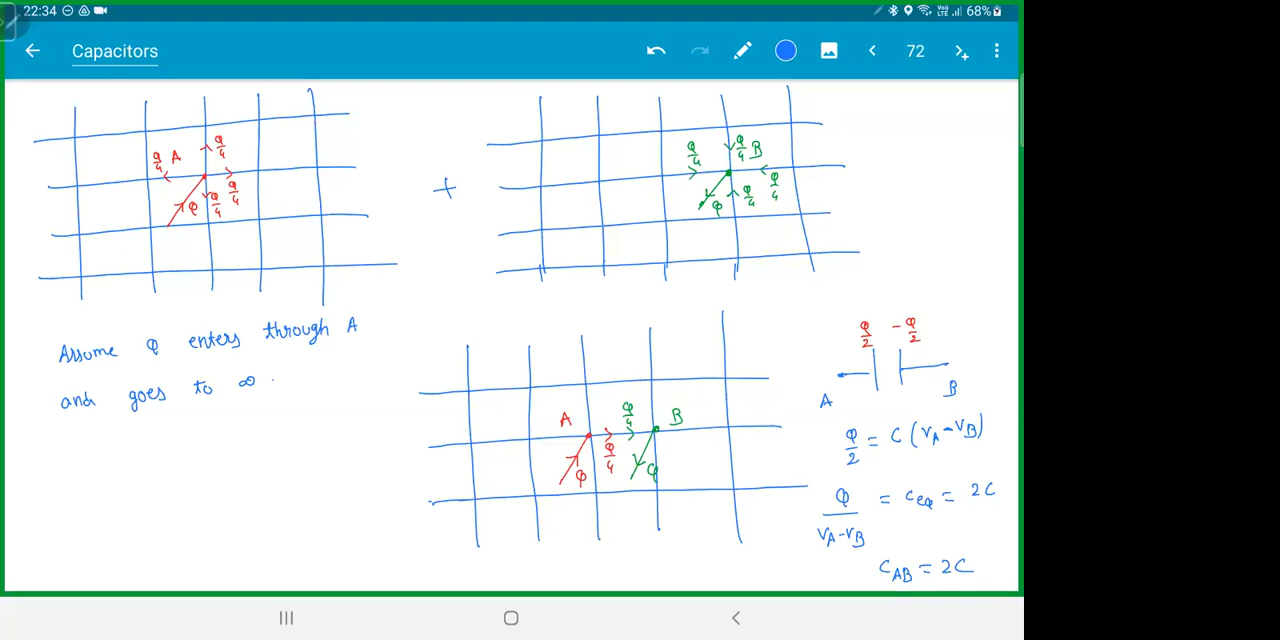 22:34
VoLTE 68%
Capacitors
72
Q/4 A Q/4
Q/4
Q Q/4
+
Q/4 Q/4 B
Q/4
Q Q/4
Assume Q enters through A
and goes to ∞.
A Q/4 B
Q/4
Q Q
Q/2 -Q/2
A B
Q/2 = C (VA - VB)
Q/(VA - VB) = Ceq = 2C
CAB = 2C